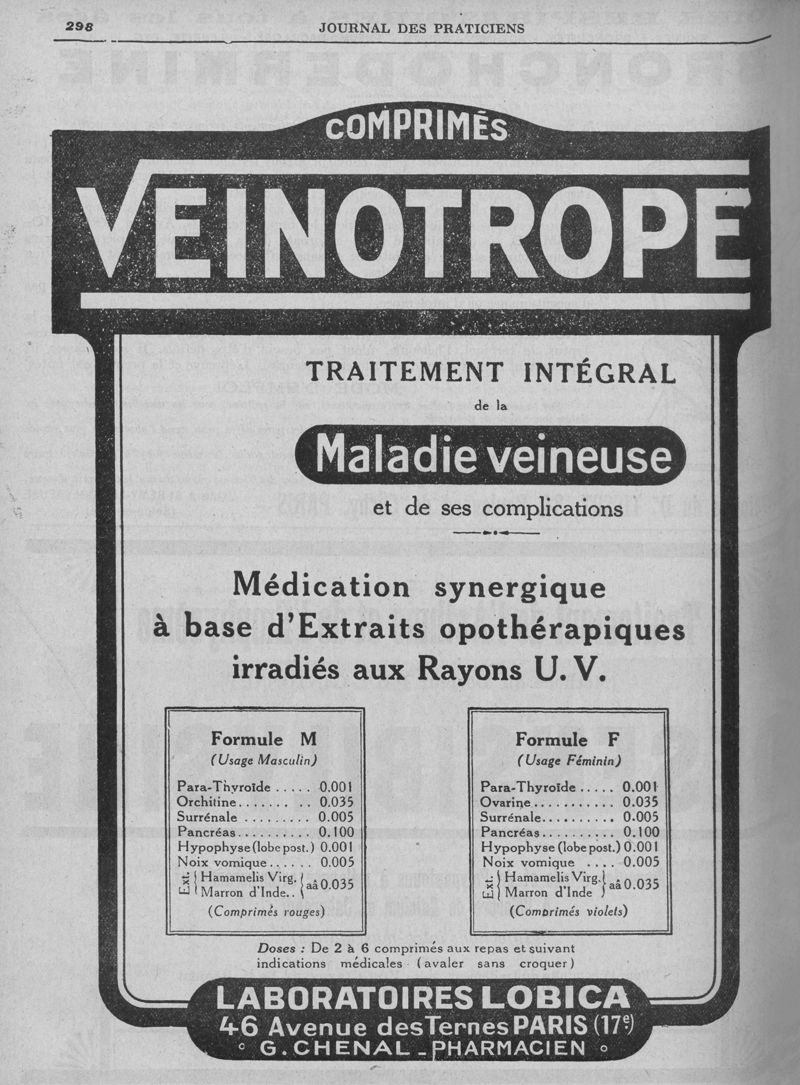 298
JOURNAL DES PRATICIENS
COMPRIMÉS
VEINOTROPE
TRAITEMENT INTÉGRAL
de la
Maladie veineuse
et de ses complications
Médication synergique
à base d'Extraits opothérapiques
irradiés aux Rayons U. V.
Formule M
(Usage Masculin)
Para-Thyroïde ..... 0.001
Orchitine....... .. 0.035
Surrénale ......... 0.005
Pancréas.......... 0.100
Hypophyse (lobe post.) 0.001
Noix vomique...... 0.005
Ext. { Hamamelis Virg. } aâ 0.035
Marron d'Inde..
(Comprimés rouges)
Formule F
(Usage Féminin)
Para-Thyroïde ..... 0.001
Ovarine........... 0.035
Surrénale.......... 0.005
Pancréas.......... 0.100
Hypophyse (lobe post.) 0.001
Noix vomique .... 0.005
Ext. { Hamamelis Virg. } aâ 0.035
Marron d'Inde
(Comprimés violets)
Doses : De 2 à 6 comprimés aux repas et suivant
indications médicales (avaler sans croquer)
LABORATOIRES LOBICA
46 Avenue des Ternes PARIS (17e)
G. CHENAL - PHARMACIEN